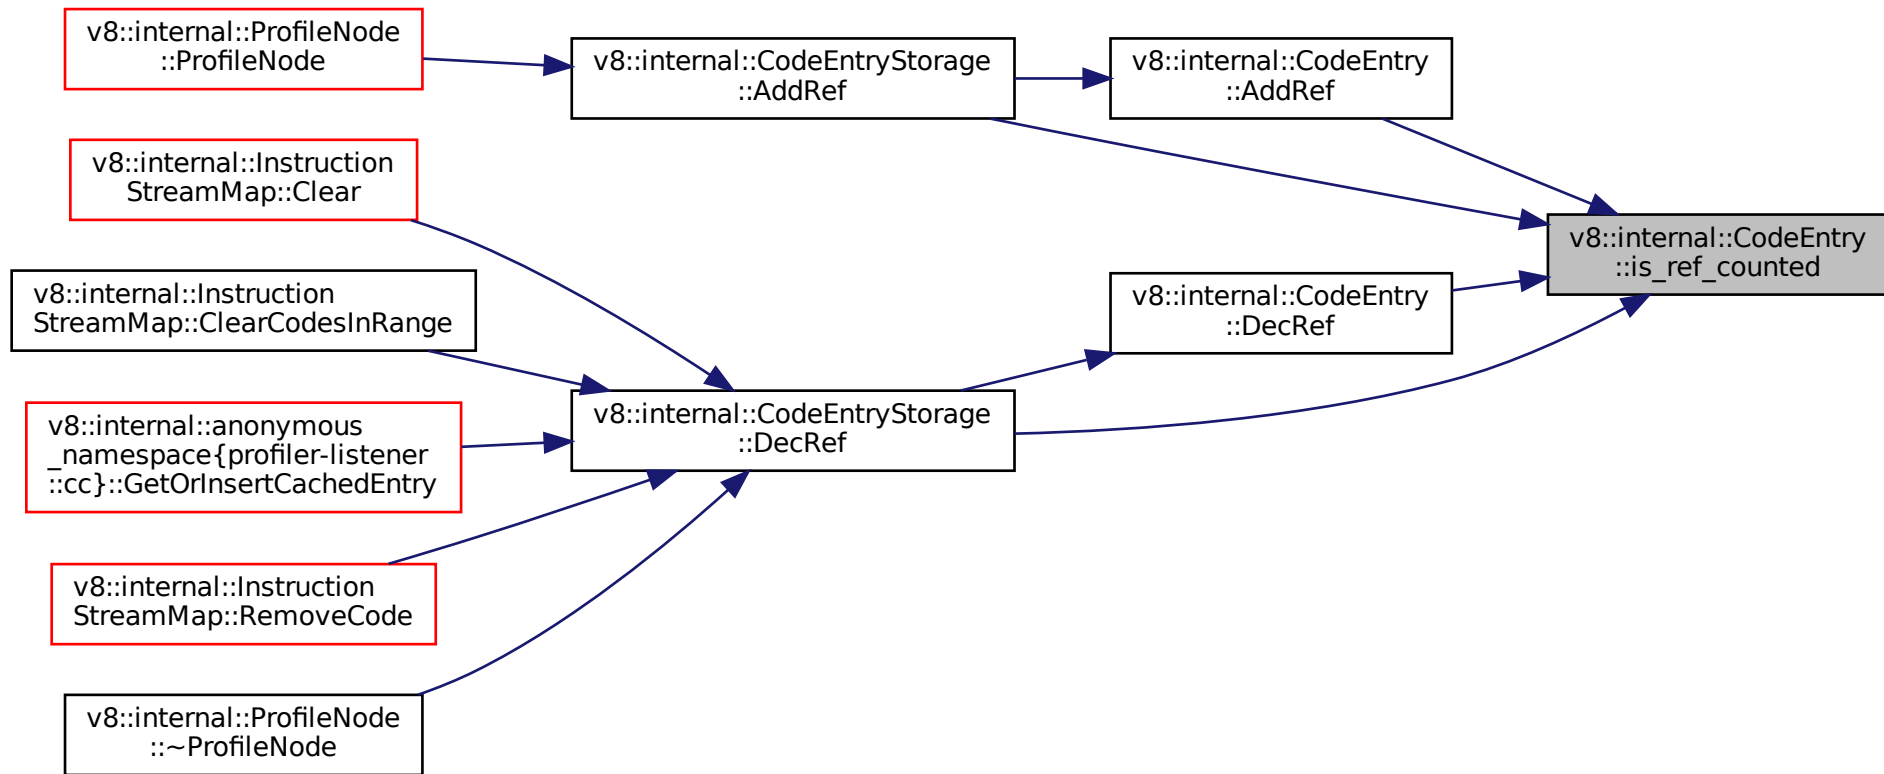 v8::internal::ProfileNode
::ProfileNode
v8::internal::CodeEntryStorage
::AddRef
v8::internal::CodeEntry
::AddRef
v8::internal::Instruction
StreamMap::Clear
v8::internal::CodeEntry
::is_ref_counted
v8::internal::Instruction
StreamMap::ClearCodesInRange
v8::internal::CodeEntry
::DecRef
v8::internal::anonymous
_namespace{profiler-listener
::cc}::GetOrInsertCachedEntry
v8::internal::CodeEntryStorage
::DecRef
v8::internal::Instruction
StreamMap::RemoveCode
v8::internal::ProfileNode
::~ProfileNode